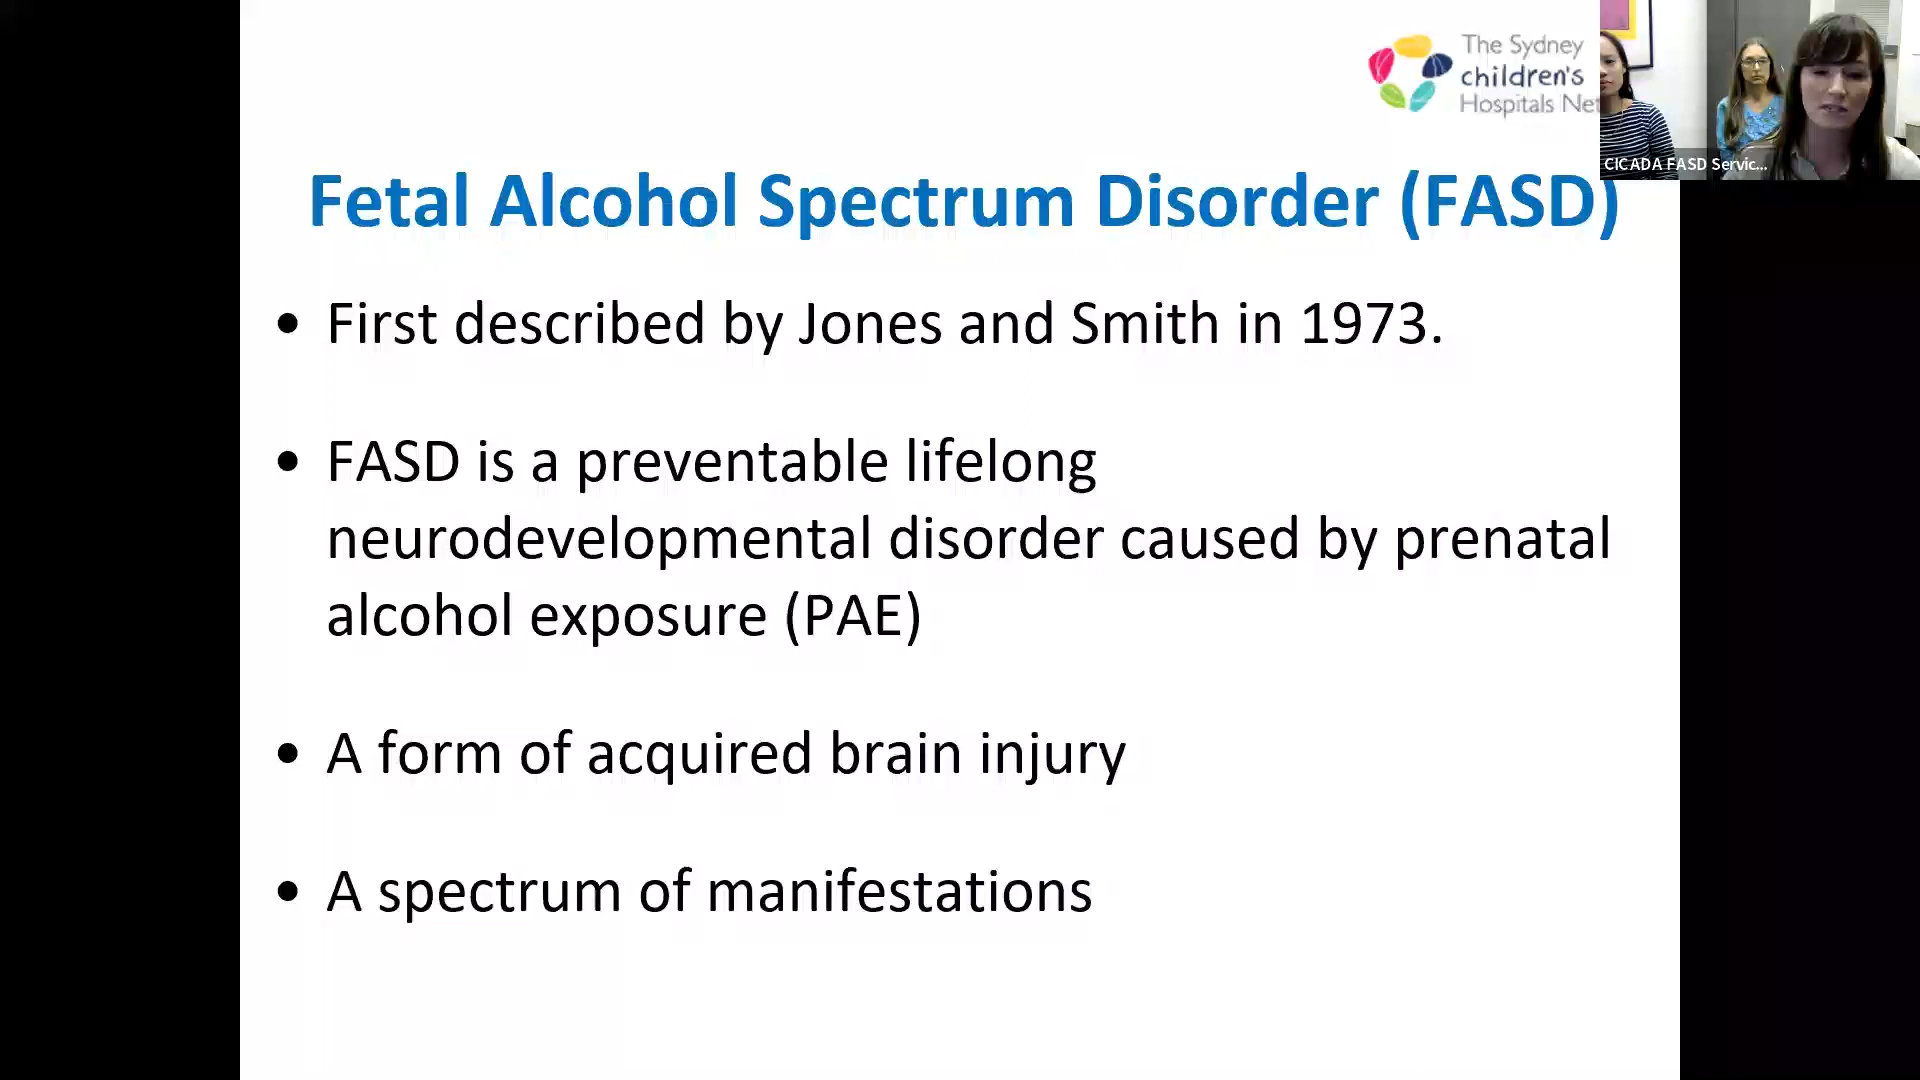 The Sydney
children's
Hospitals Net
CICADA FASD Servic...
Fetal Alcohol Spectrum Disorder (FASD)
• First described by Jones and Smith in 1973.
• FASD is a preventable lifelong
neurodevelopmental disorder caused by prenatal
alcohol exposure (PAE)
• A form of acquired brain injury
• A spectrum of manifestations